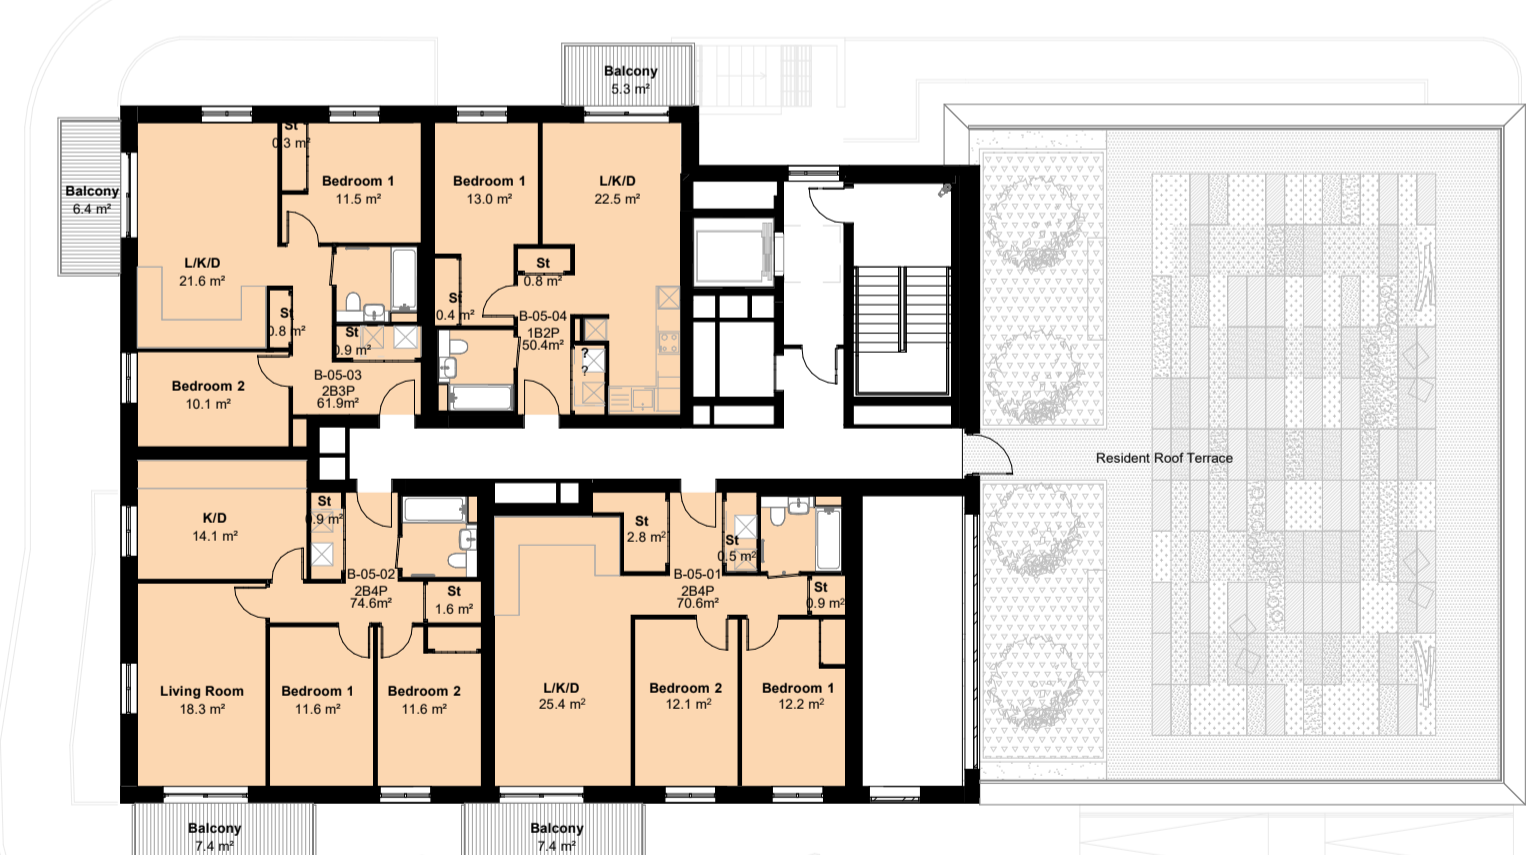 Balcony
5.3 m²
St
0.3 m²
Bedroom 1
11.5 m²
Bedroom 1
13.0 m²
L/K/D
22.5 m²
Balcony
6.4 m²
L/K/D
21.6 m²
St
0.8 m²
St
0.4 m²
St
0.8 m²
B-05-04
1B2P
50.4m²
St
0.9 m²
?
?
Bedroom 2
10.1 m²
B-05-03
2B3P
61.9m²
Resident Roof Terrace
K/D
14.1 m²
St
0.9 m²
St
2.8 m²
St
0.5 m²
B-05-02
2B4P
74.6m²
St
1.6 m²
B-05-01
2B4P
70.6m²
St
0.9 m²
Living Room
18.3 m²
Bedroom 1
11.6 m²
Bedroom 2
11.6 m²
L/K/D
25.4 m²
Bedroom 2
12.1 m²
Bedroom 1
12.2 m²
Balcony
7.4 m²
Balcony
7.4 m²